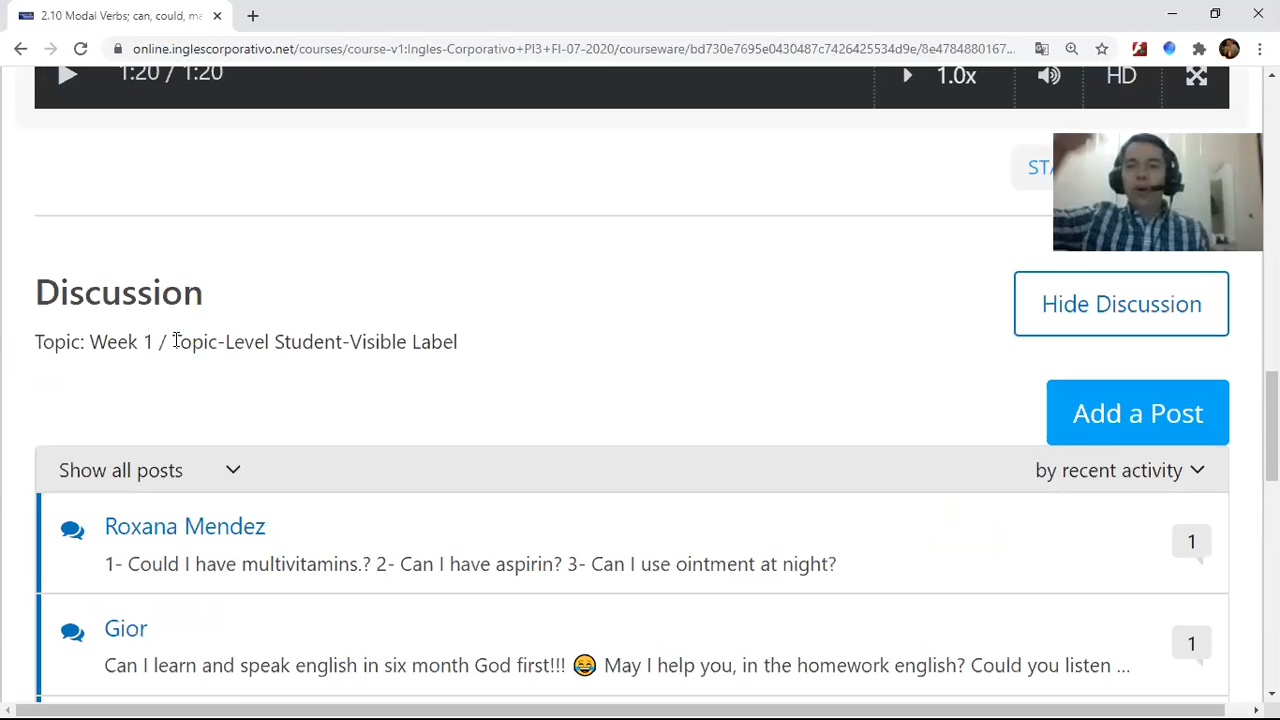 2.10 Modal Verbs; can, could, ma
online.inglescorporativo.net/courses/course-v1:Ingles-Corporativo+PI3+FI-07-2020/courseware/bd730e7695e0430487c7426425534d9e/8e4784880167...
1:20 / 1:20
1.0x
HD
STA
Discussion
Hide Discussion
Topic: Week 1 / Topic-Level Student-Visible Label
Add a Post
Show all posts
by recent activity
Roxana Mendez
1- Could I have multivitamins.? 2- Can I have aspirin? 3- Can I use ointment at night?
1
Gior
Can I learn and speak english in six month God first!!! 😂 May I help you, in the homework english? Could you listen ...
1